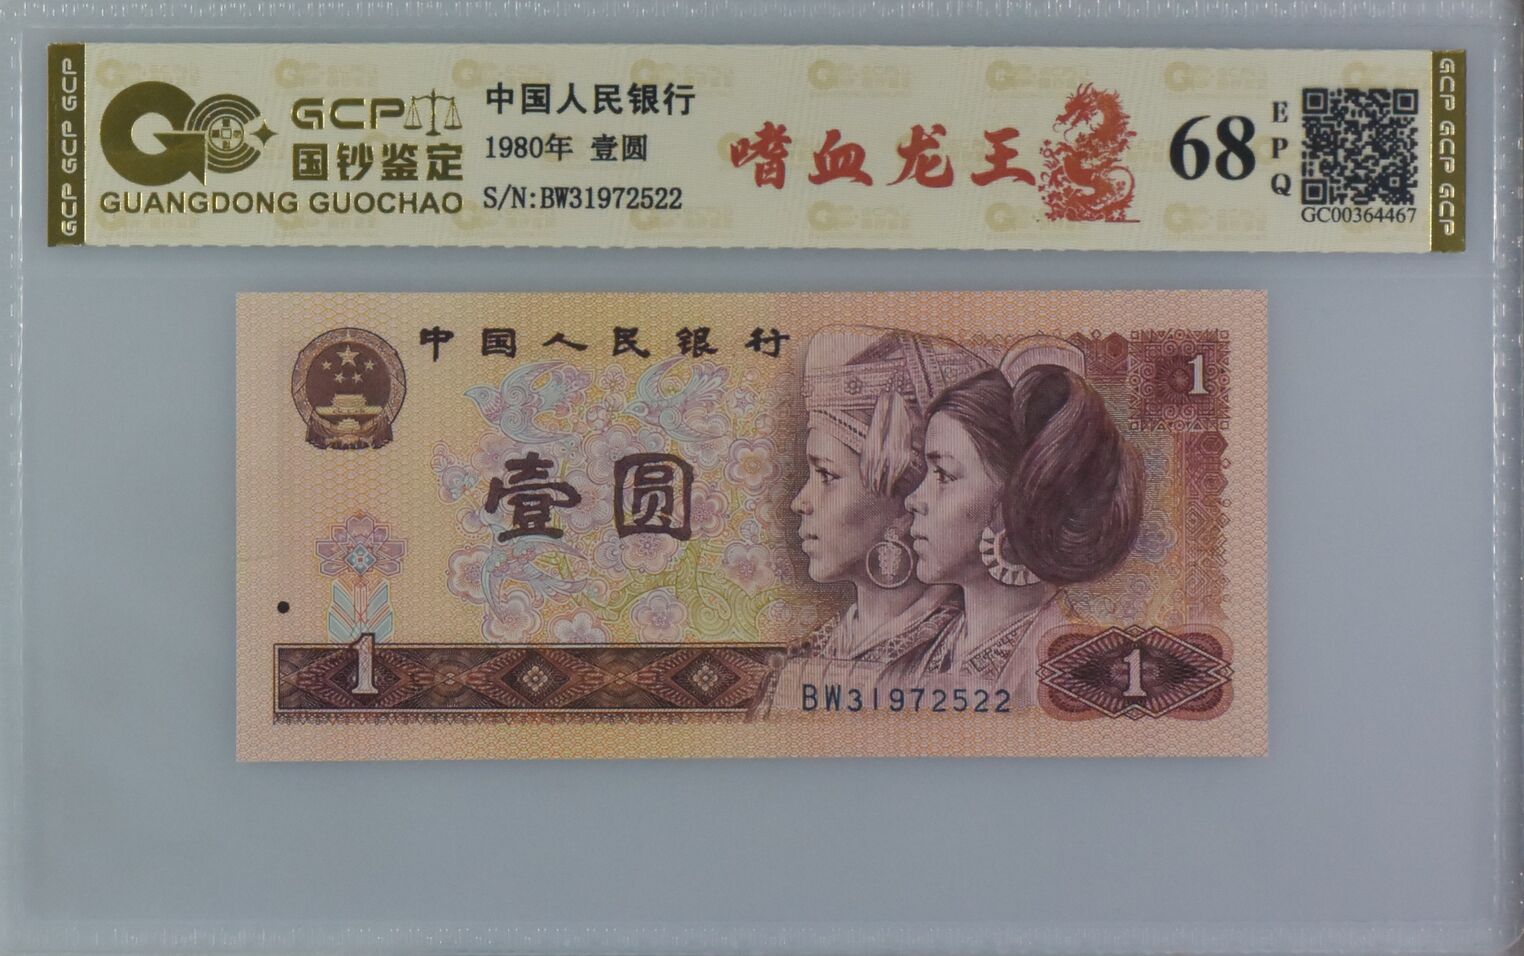 GCP GCP GCP
GCP
国钞鉴定
GUANGDONG GUOCHAO
中国人民银行
1980年 壹圆
S/N:BW31972522
嗜血龙王
68
EPQ
GC00364467
GCP GCP GCP
中国人民银行
1
壹圆
1
BW31972522
1